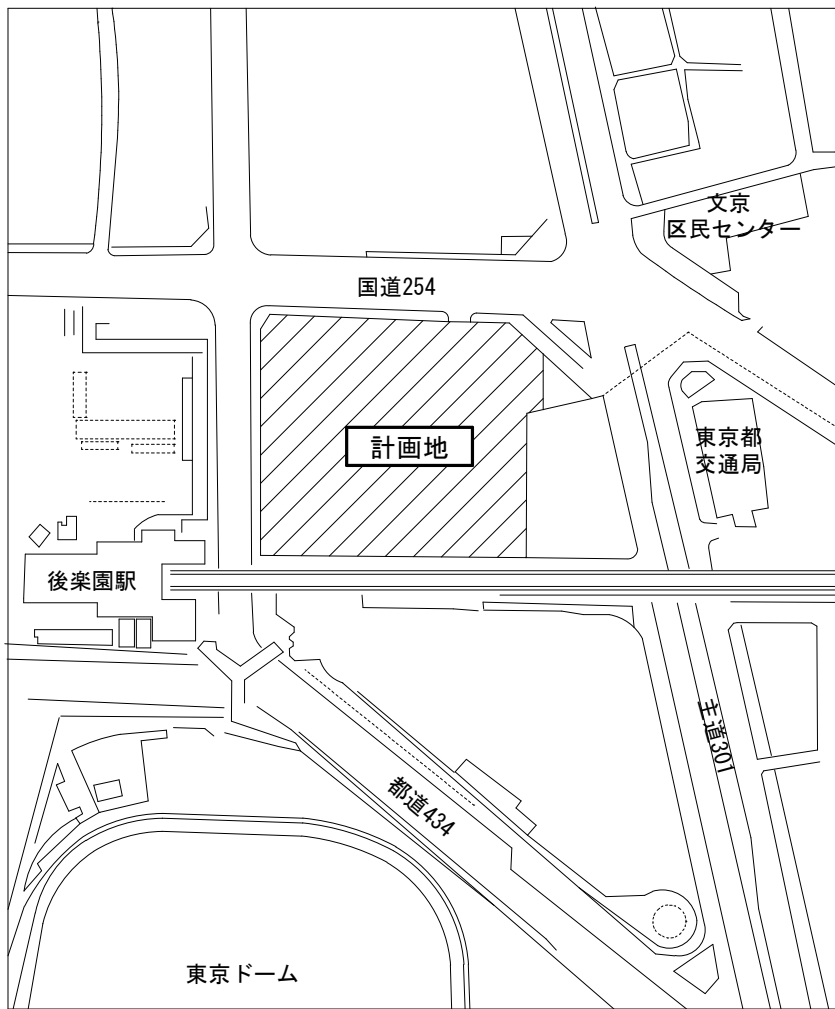 文京
区民センター
国道254
計画地
東京都
交通局
後楽園駅
主道301
都道434
東京ドーム